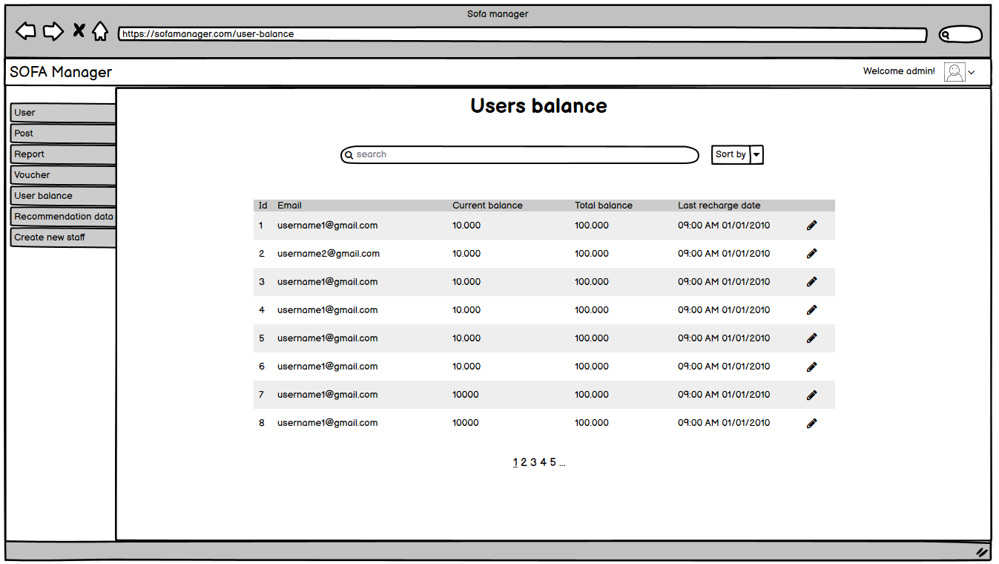 Sofa manager
https://sofamanager.com/user-balance
SOFA Manager
Welcome admin!
User
Post
Report
Voucher
User balance
Recommendation data
Create new staff
Users balance
search
Sort by
Id Email Current balance Total balance Last recharge date
1 username1@gmail.com 10.000 100.000 09:00 AM 01/01/2010
2 username2@gmail.com 10.000 100.000 09:00 AM 01/01/2010
3 username1@gmail.com 10.000 100.000 09:00 AM 01/01/2010
4 username1@gmail.com 10.000 100.000 09:00 AM 01/01/2010
5 username1@gmail.com 10.000 100.000 09:00 AM 01/01/2010
6 username1@gmail.com 10.000 100.000 09:00 AM 01/01/2010
7 username1@gmail.com 10000 100.000 09:00 AM 01/01/2010
8 username1@gmail.com 10000 100.000 09:00 AM 01/01/2010
1 2 3 4 5 ...